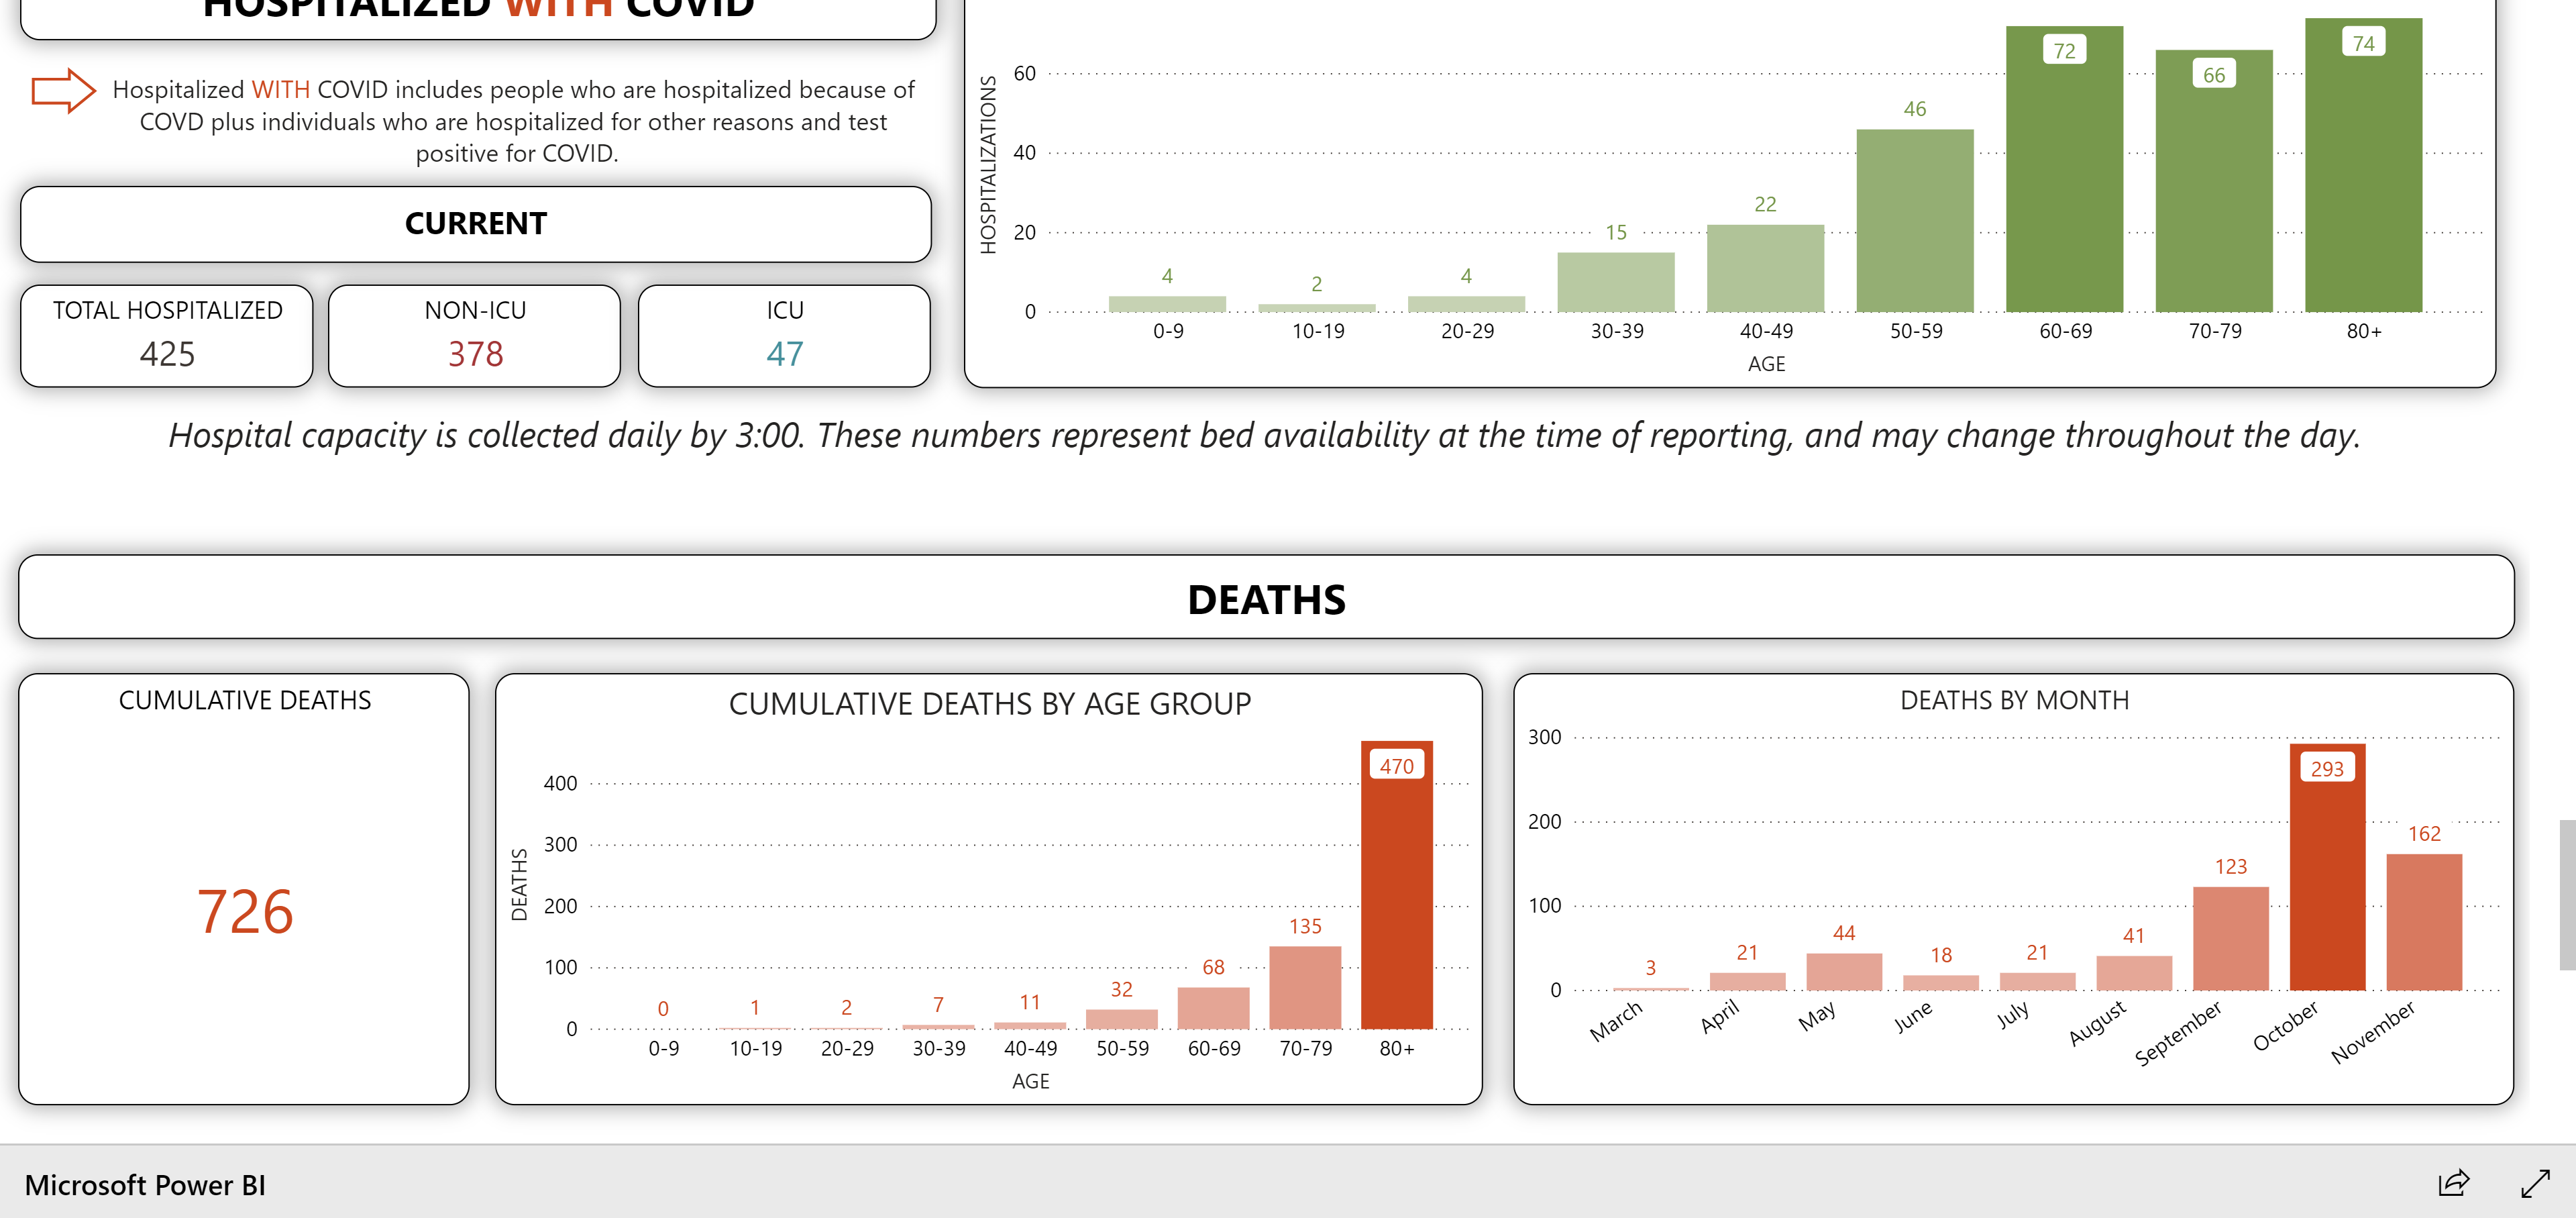 HOSPITALIZED WITH COVID
Hospitalized WITH COVID includes people who are hospitalized because of
COVD plus individuals who are hospitalized for other reasons and test
positive for COVID.
CURRENT
TOTAL HOSPITALIZED
425
NON-ICU
378
ICU
47
HOSPITALIZATIONS
60
40
20
0
4
2
4
15
22
46
72
66
74
0-9
10-19
20-29
30-39
40-49
50-59
60-69
70-79
80+
AGE
Hospital capacity is collected daily by 3:00. These numbers represent bed availability at the time of reporting, and may change throughout the day.
DEATHS
CUMULATIVE DEATHS
726
CUMULATIVE DEATHS BY AGE GROUP
DEATHS
400
300
200
100
0
0
1
2
7
11
32
68
135
470
0-9
10-19
20-29
30-39
40-49
50-59
60-69
70-79
80+
AGE
DEATHS BY MONTH
300
200
100
0
3
21
44
18
21
41
123
293
162
March
April
May
June
July
August
September
October
November
Microsoft Power BI